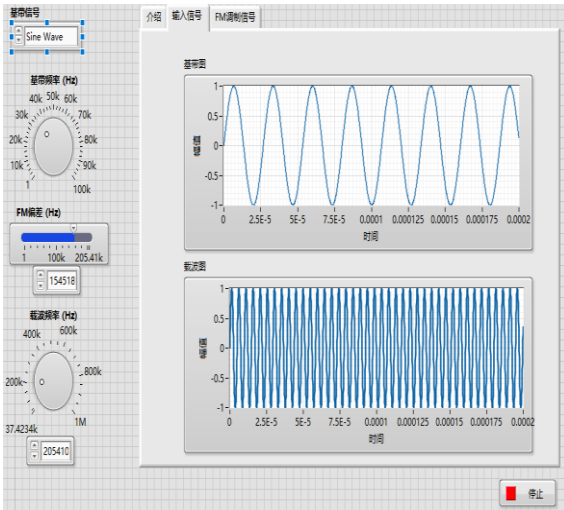 基带信号
Sine Wave
基带频率 (Hz)
40k 50k 60k
30k 70k
20k 80k
10k 90k
1 100k
FM偏差 (Hz)
1 100k 205.41k
154518
载波频率 (Hz)
400k 600k
200k 800k
37.4234k 1M
205410
介绍 输入信号 FM调制信号
基带图
幅值
1
0.5
0
-0.5
-1
0 2.5E-5 5E-5 7.5E-5 0.0001 0.000125 0.00015 0.000175 0.0002
时间
载波图
幅值
1
0.5
0
-0.5
-1
0 2.5E-5 5E-5 7.5E-5 0.0001 0.000125 0.00015 0.000175 0.0002
时间
停止